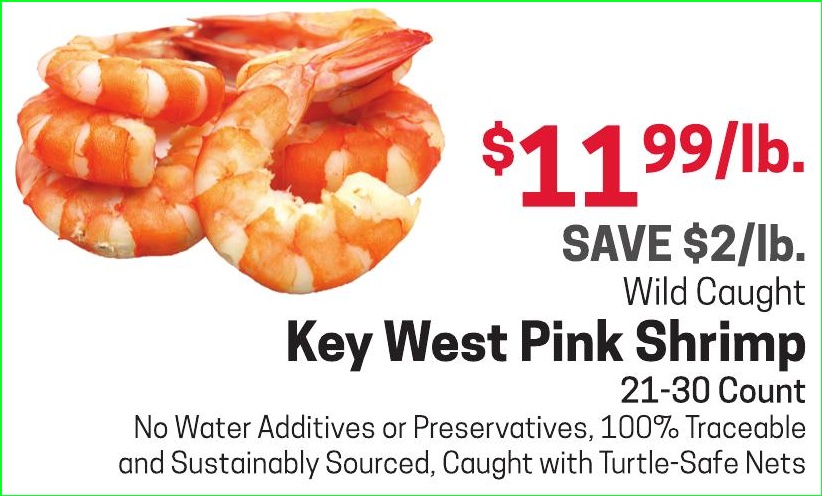 $11 99/lb.
SAVE $2/lb.
Wild Caught
Key West Pink Shrimp
21-30 Count
No Water Additives or Preservatives, 100% Traceable
and Sustainably Sourced, Caught with Turtle-Safe Nets